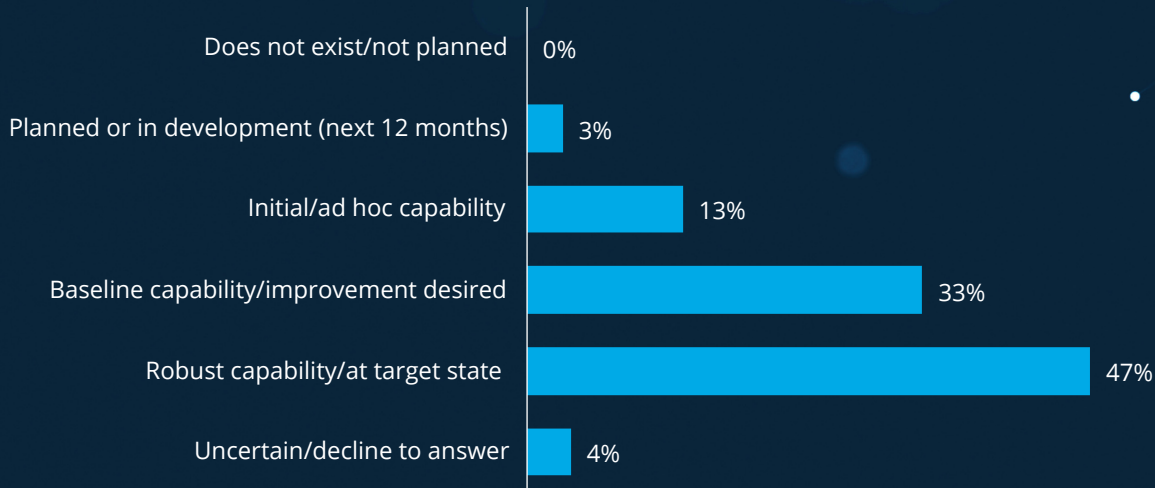 Does not exist/not planned 0%
Planned or in development (next 12 months) 3%
Initial/ad hoc capability 13%
Baseline capability/improvement desired 33%
Robust capability/at target state 47%
Uncertain/decline to answer 4%